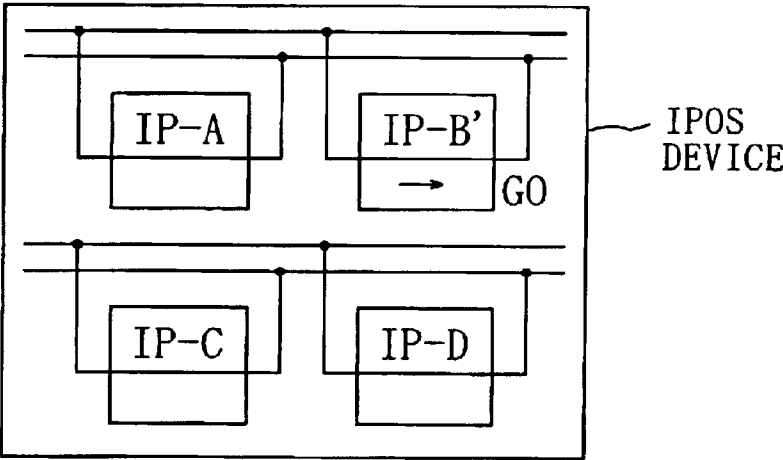 IP-A
IP-B'
→ GO
IPOS
DEVICE
IP-C
IP-D